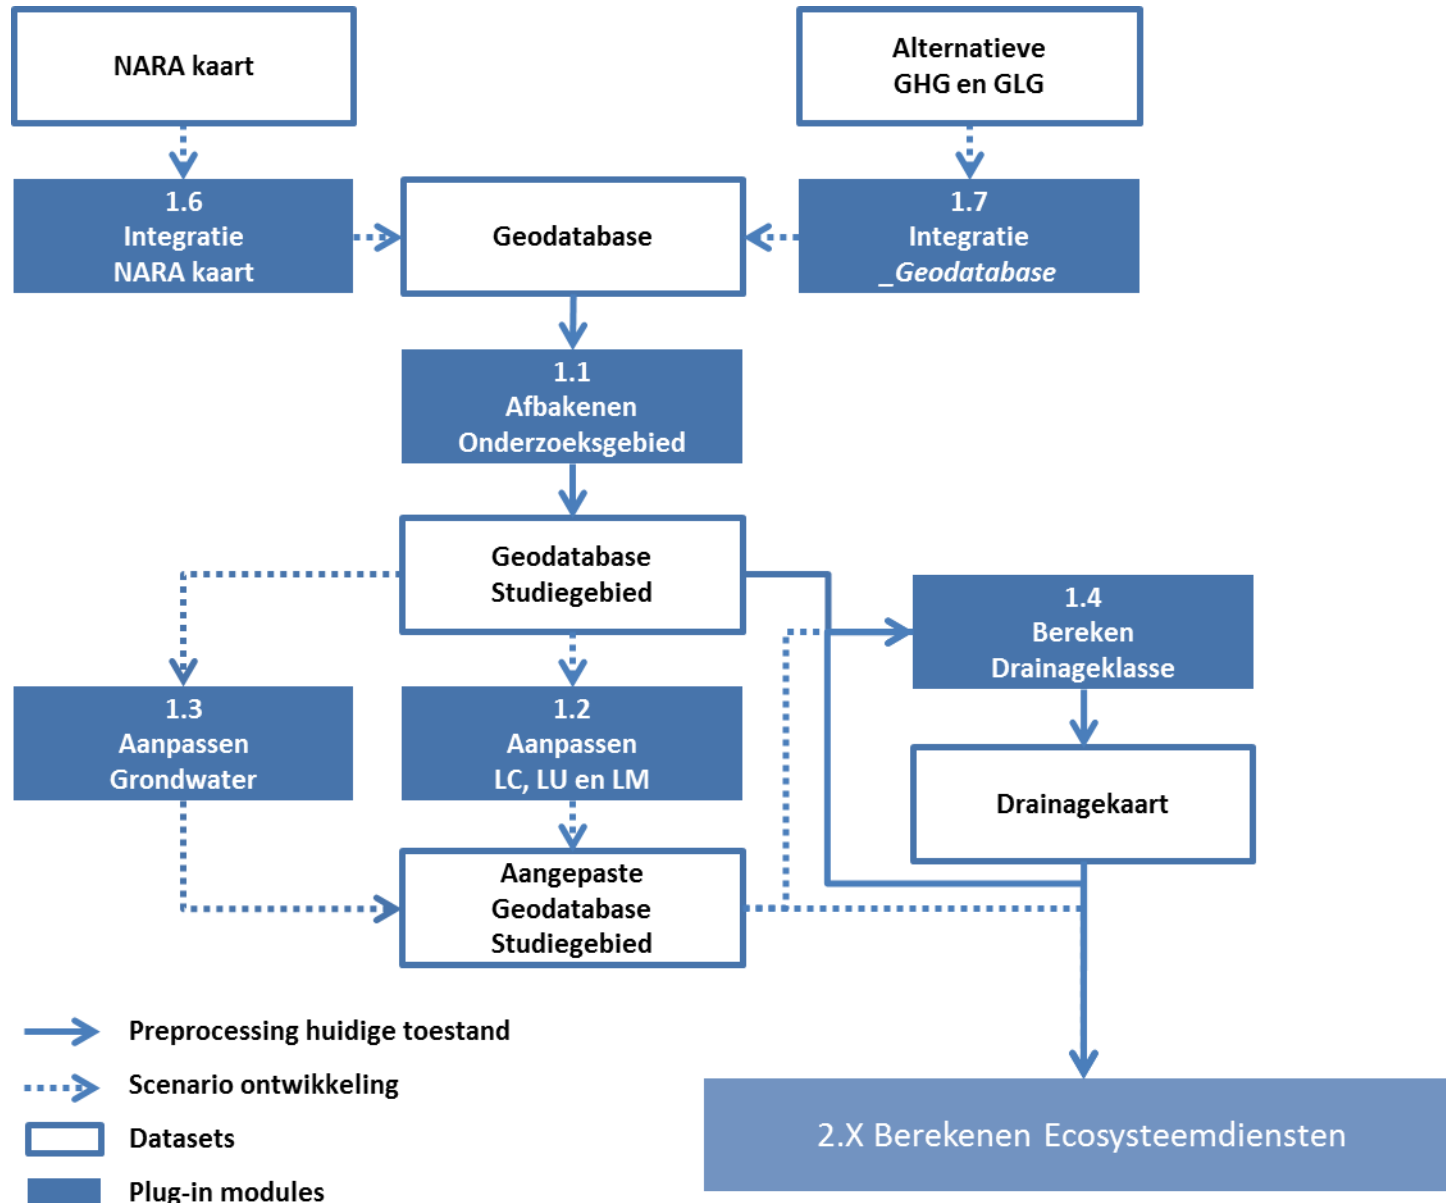 NARA kaart
Alternatieve
GHG en GLG
1.6
Integratie
NARA kaart
Geodatabase
1.7
Integratie
_Geodatabase
1.1
Afbakenen
Onderzoeksgebied
Geodatabase
Studiegebied
1.4
Bereken
Drainageklasse
1.3
Aanpassen
Grondwater
1.2
Aanpassen
LC, LU en LM
Drainagekaart
Aangepaste
Geodatabase
Studiegebied
Preprocessing huidige toestand
Scenario ontwikkeling
Datasets
Plug-in modules
2.X Berekenen Ecosysteemdiensten